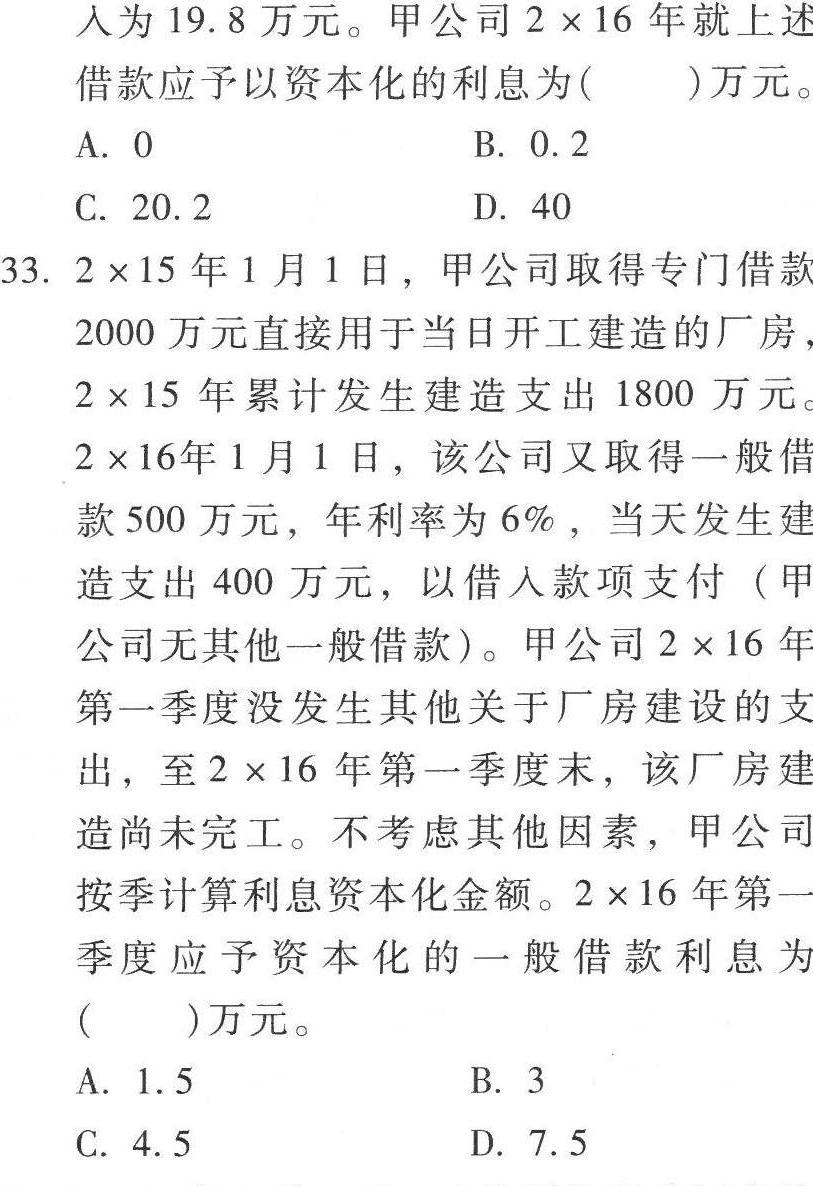 入为 19.8 万元。甲公司 2×16 年就上述
借款应予以资本化的利息为(  )万元。
A. 0 B. 0.2
C. 20.2 D. 40
33. 2×15 年 1 月 1 日，甲公司取得专门借款
2000 万元直接用于当日开工建造的厂房，
2×15 年累计发生建造支出 1800 万元。
2×16年 1 月 1 日，该公司又取得一般借
款 500 万元，年利率为 6%，当天发生建
造支出 400 万元，以借入款项支付（甲
公司无其他一般借款）。甲公司 2×16 年
第一季度没发生其他关于厂房建设的支
出，至 2×16 年第一季度末，该厂房建
造尚未完工。不考虑其他因素，甲公司
按季计算利息资本化金额。2×16 年第一
季度应予资本化的一般借款利息为
(  )万元。
A. 1.5 B. 3
C. 4.5 D. 7.5